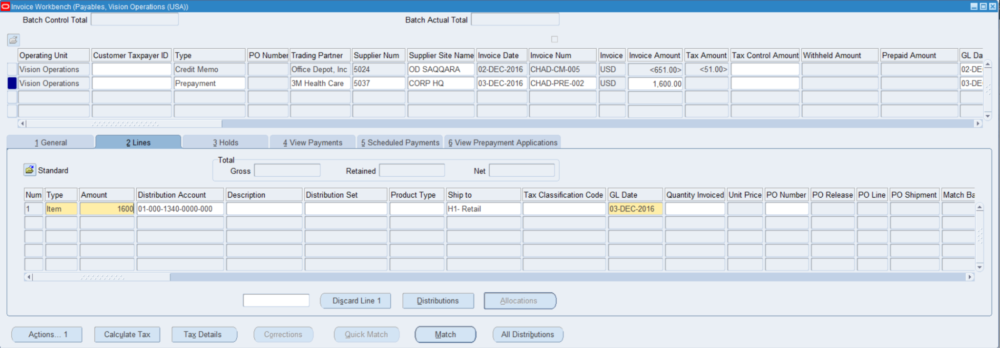 Invoice Workbench (Payables, Vision Operations (USA))
Batch Control Total Batch Actual Total
Operating Unit Customer Taxpayer ID Type PO Number Trading Partner Supplier Num Supplier Site Name Invoice Date Invoice Num Invoice Invoice Amount Tax Amount Tax Control Amount Withheld Amount Prepaid Amount GL Da
Vision Operations Credit Memo Office Depot, Inc 5024 OD SAQQARA 02-DEC-2016 CHAD-CM-005 USD <651.00> <51.00> 02-DE
Vision Operations Prepayment 3M Health Care 5037 CORP HQ 03-DEC-2016 CHAD-PRE-002 USD 1,600.00 03-DE
1 General 2 Lines 3 Holds 4 View Payments 5 Scheduled Payments 6 View Prepayment Applications
Total
Standard Gross Retained Net
Num Type Amount Distribution Account Description Distribution Set Product Type Ship to Tax Classification Code GL Date Quantity Invoiced Unit Price PO Number PO Release PO Line PO Shipment Match Ba
1 Item 1600 01-000-1340-0000-000 H1- Retail 03-DEC-2016
Discard Line 1 Distributions Allocations
Actions... 1 Calculate Tax Tax Details Corrections Quick Match Match All Distributions